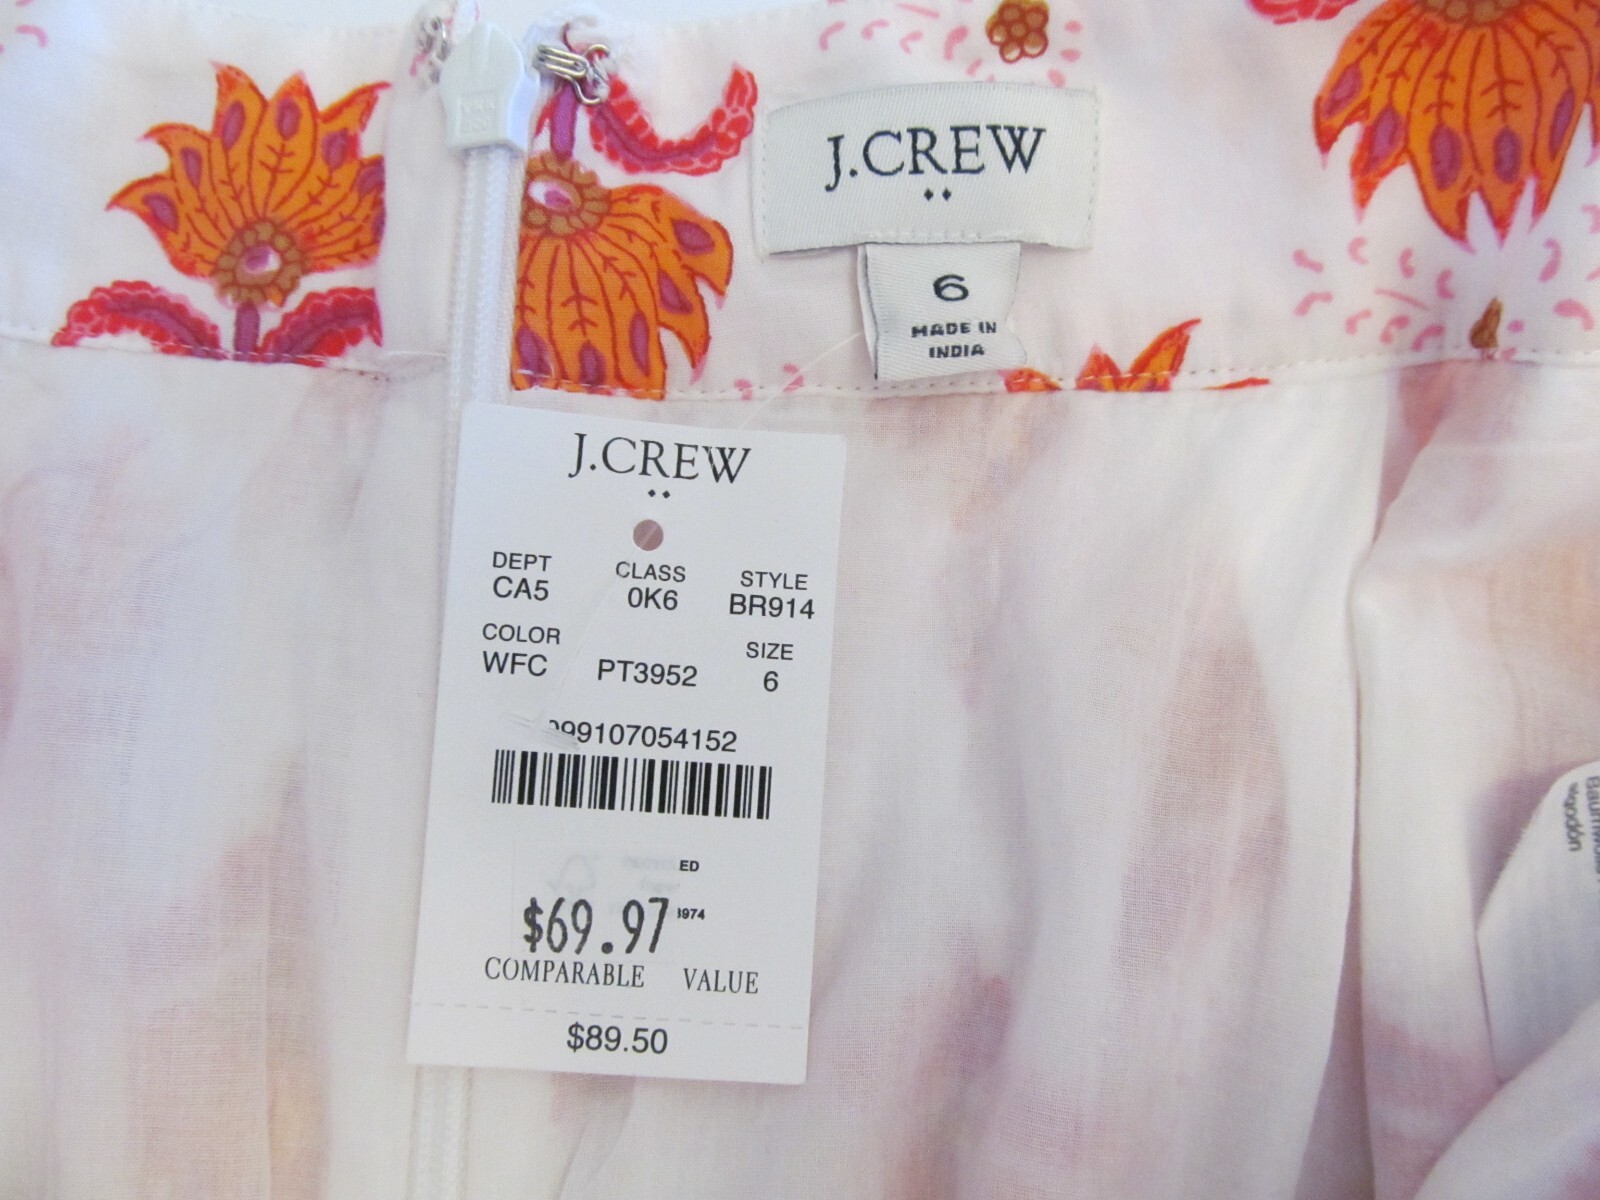 J.CREW
6
MADE IN
INDIA
J.CREW
DEPT CLASS STYLE
CA5 0K6 BR914
COLOR SIZE
WFC PT3952 6
99107054152
ED
$69.97
COMPARABLE VALUE
$89.50